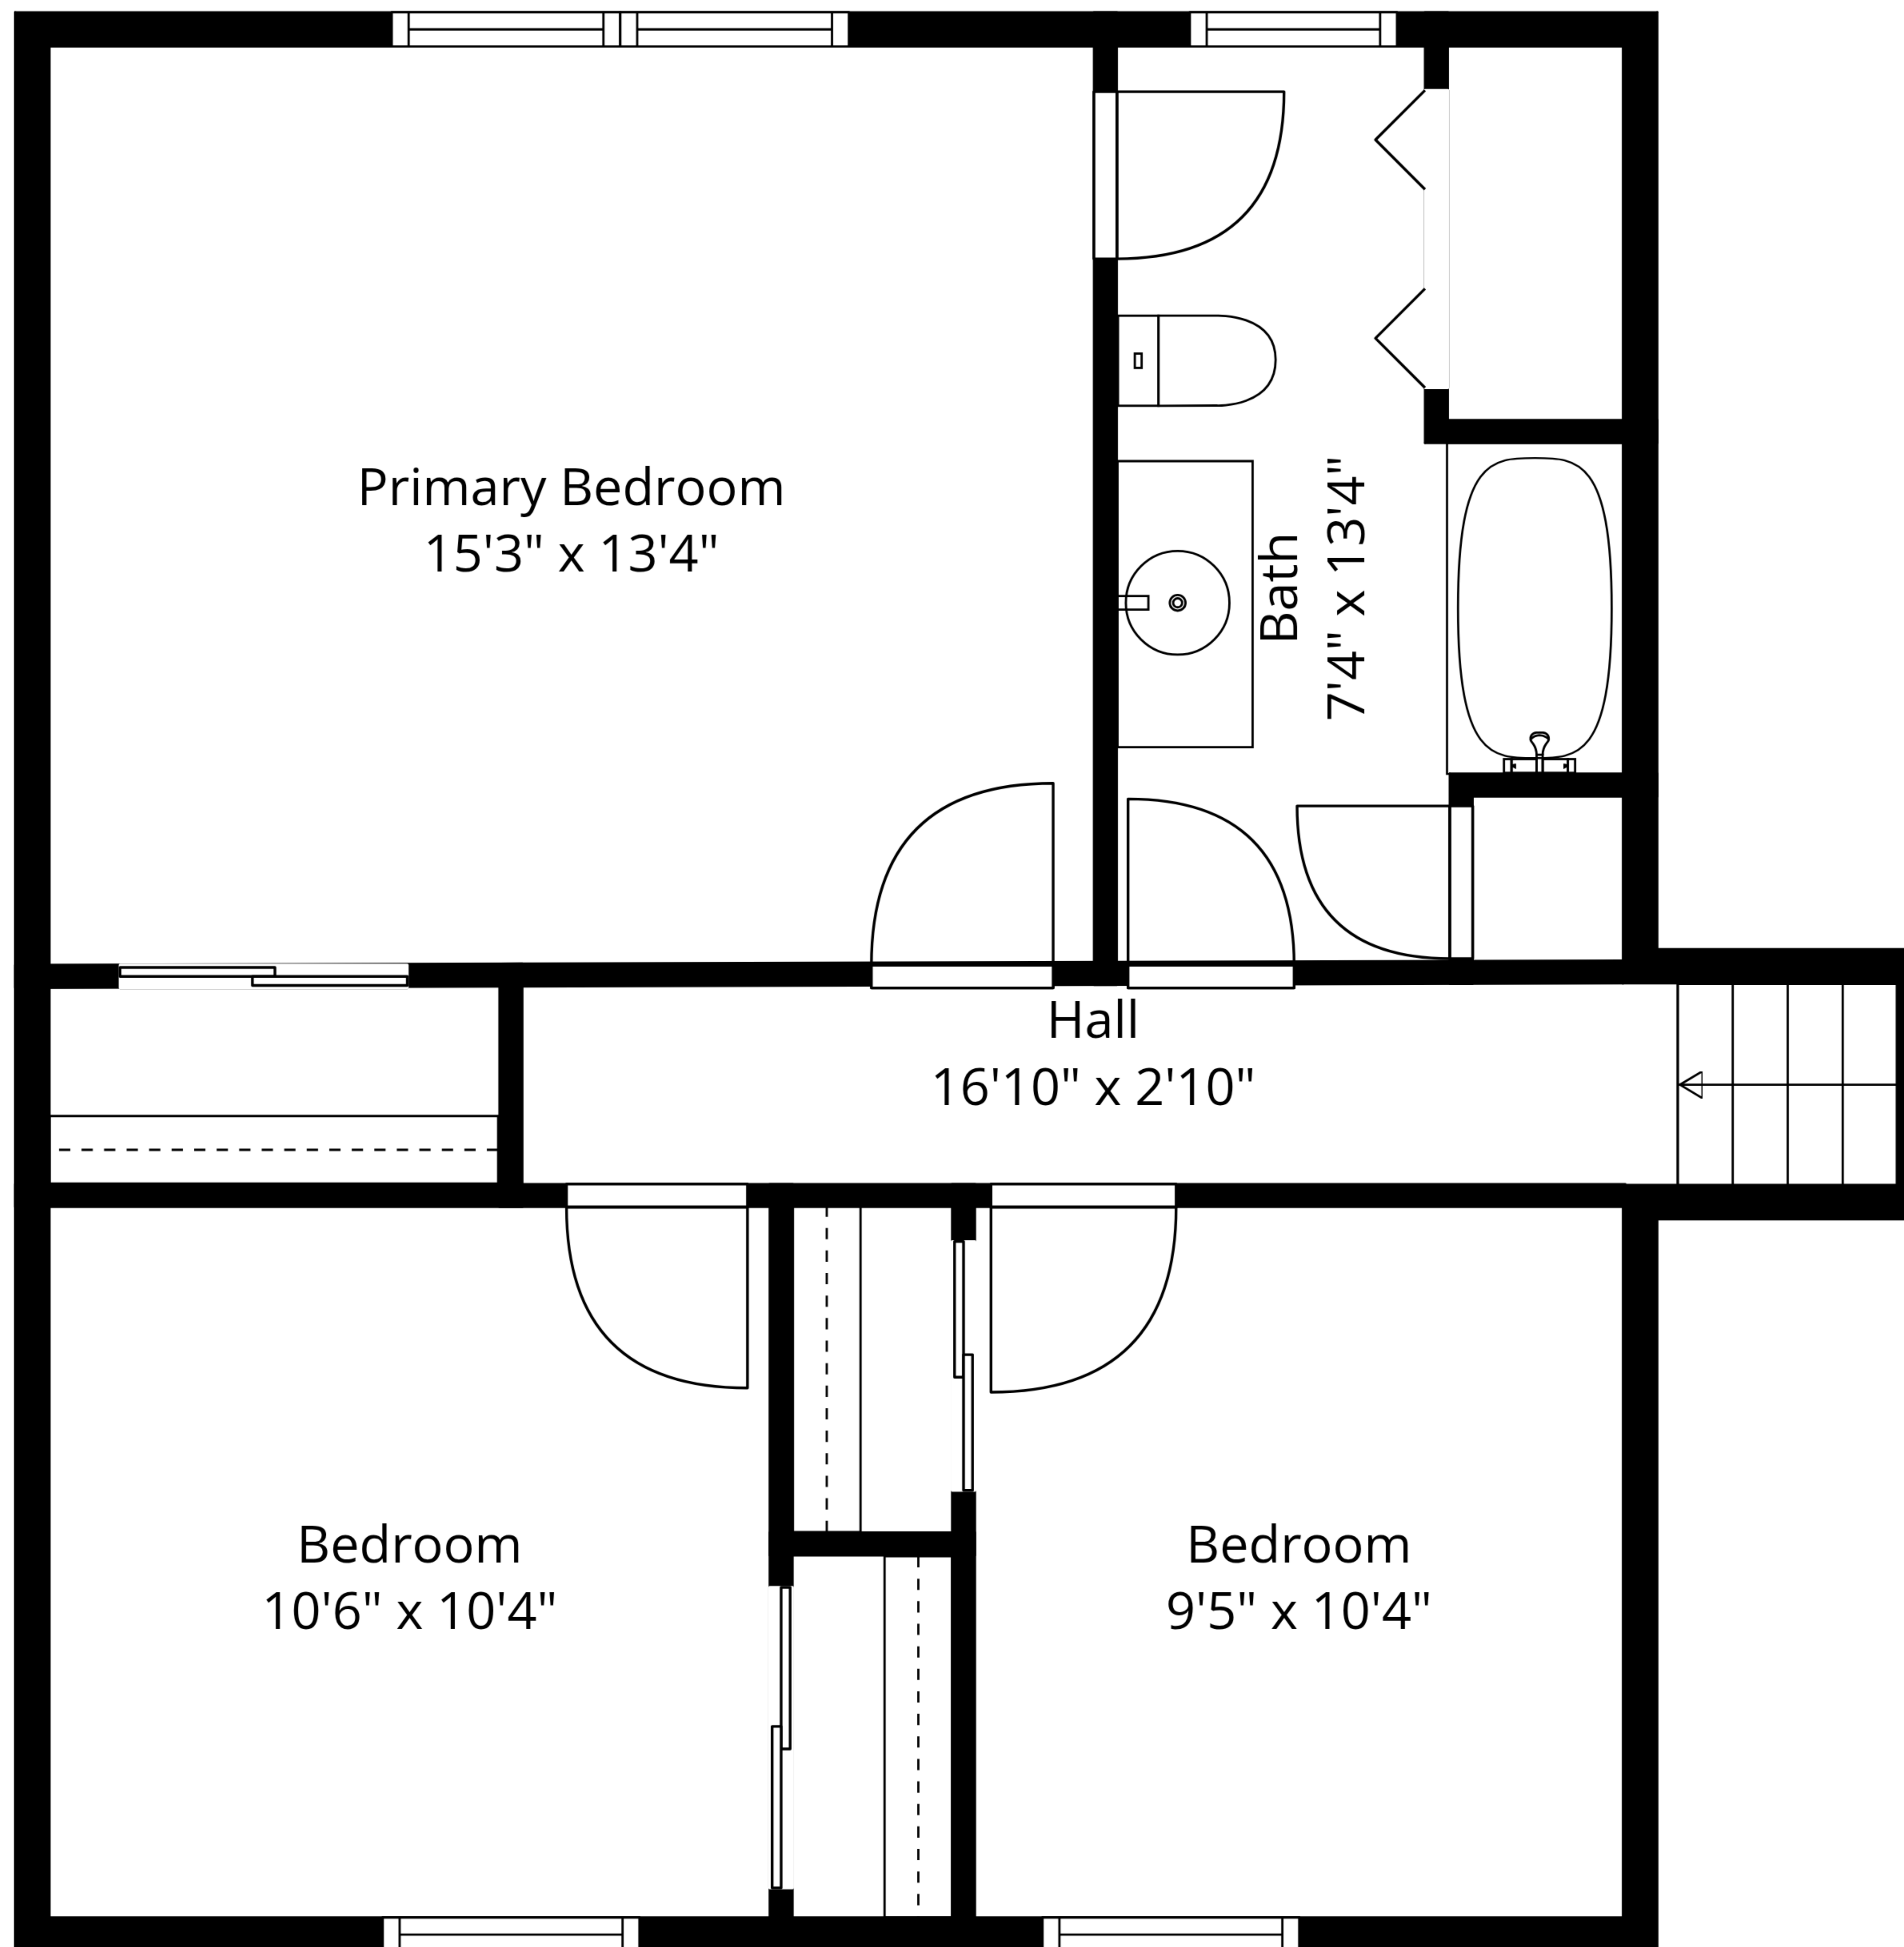 Primary Bedroom
15'3" x 13'4"
Bath
7'4" x 13'4"
Hall
16'10" x 2'10"
Bedroom
10'6" x 10'4"
Bedroom
9'5" x 10'4"